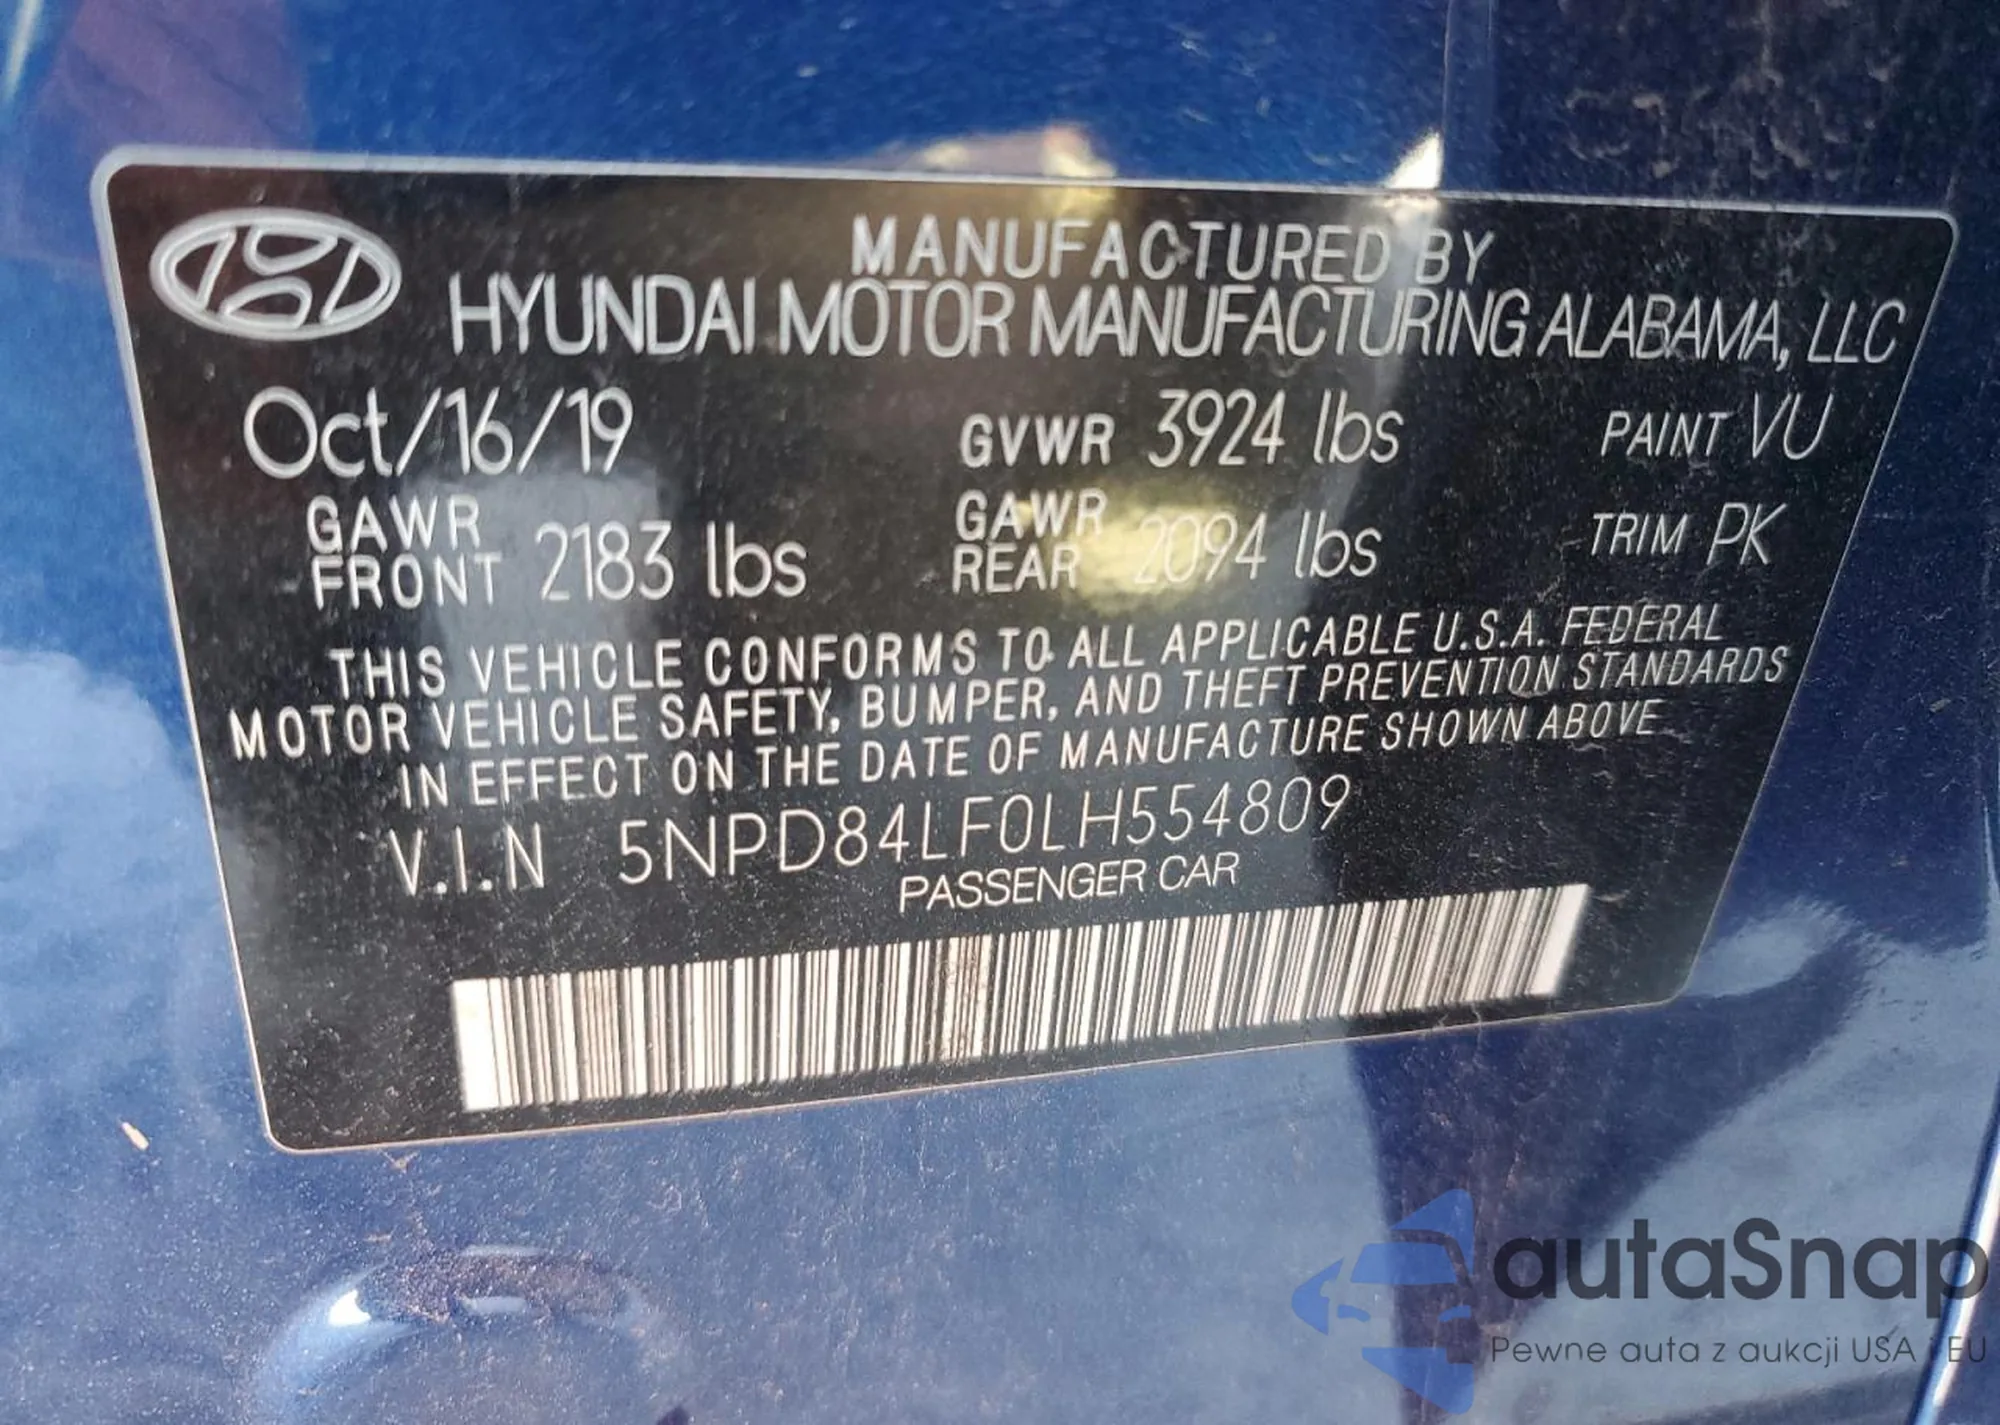 MANUFACTURED BY
HYUNDAI MOTOR MANUFACTURING ALABAMA, LLC
Oct/16/19 GVWR 3924 lbs PAINT VU
GAWR FRONT 2183 lbs GAWR REAR 2094 lbs TRIM PK
THIS VEHICLE CONFORMS TO ALL APPLICABLE U.S.A. FEDERAL
MOTOR VEHICLE SAFETY, BUMPER, AND THEFT PREVENTION STANDARDS
IN EFFECT ON THE DATE OF MANUFACTURE SHOWN ABOVE
V.I.N 5NPD84LF0LH554809
PASSENGER CAR
autaSnap
Pewne auta z aukcji USA i EU